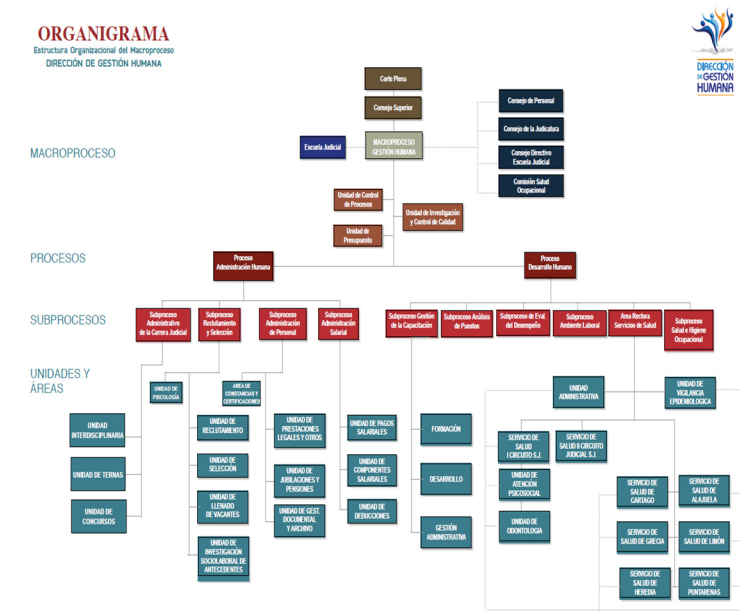 ORGANIGRAMA
Estructura Organizacional del Macroproceso
DIRECCIÓN DE GESTIÓN HUMANA
DIRECCIÓN
DE GESTIÓN
HUMANA
Corte Plena
Consejo Superior
MACROPROCESO
Escuela Judicial
MACROPROCESO
GESTIÓN HUMANA
Consejo de Personal
Consejo de la Judicatura
Consejo Directivo
Escuela Judicial
Comisión Salud
Ocupacional
Unidad de Control
de Procesos
Unidad de Investigación
y Control de Calidad
Unidad de
Presupuesto
PROCESOS
Proceso
Administración Humana
Proceso
Desarrollo Humano
SUBPROCESOS
Subproceso
Administrativo
de la Carrera Judicial
Subproceso
Reclutamiento
y Selección
Subproceso
Administración
de Personal
Subproceso
Administración
Salarial
Subproceso Gestión
de la Capacitación
Subproceso Análisis
de Puestos
Subproceso de Eval.
del Desempeño
Subproceso
Ambiente Laboral
Area Rectora
Servicios de Salud
Subproceso
Salud e Higiene
Ocupacional
UNIDADES Y
ÁREAS
UNIDAD DE
PSICOLOGÍA
AREA DE
CONSTANCIAS Y
CERTIFICACIONES
UNIDAD
ADMINISTRATIVA
UNIDAD DE
VIGILANCIA
EPIDEMIOLOGICA
UNIDAD
INTERDISCIPLINARIA
UNIDAD DE TERNAS
UNIDAD DE
CONCURSOS
UNIDAD DE
RECLUTAMIENTO
UNIDAD DE
SELECCIÓN
UNIDAD DE
LLENADO
DE VACANTES
UNIDAD DE
INVESTIGACIÓN
SOCIOLABORAL DE
ANTECEDENTES
UNIDAD DE
PRESTACIONES
LEGALES Y OTROS
UNIDAD DE
JUBILACIONES Y
PENSIONES
UNIDAD DE GEST.
DOCUMENTAL
Y ARCHIVO
UNIDAD DE PAGOS
SALARIALES
UNIDAD DE
COMPONENTES
SALARIALES
UNIDAD DE
DEDUCCIONES
FORMACIÓN
DESARROLLO
GESTIÓN
ADMINISTRATIVA
SERVICIO DE
SALUD
I CIRCUITO S.J.
SERVICIO DE
SALUD II CIRCUITO
JUDICIAL S.J.
UNIDAD DE
ATENCIÓN
PSICOSOCIAL
UNIDAD DE
ODONTOLOGIA
SERVICIO DE
SALUD DE
CARTAGO
SERVICIO DE
SALUD DE
ALAJUELA
SERVICIO DE
SALUD DE GRECIA
SERVICIO DE
SALUD DE LIMÓN
SERVICIO DE
SALUD DE
HEREDIA
SERVICIO DE
SALUD DE
PUNTARENAS